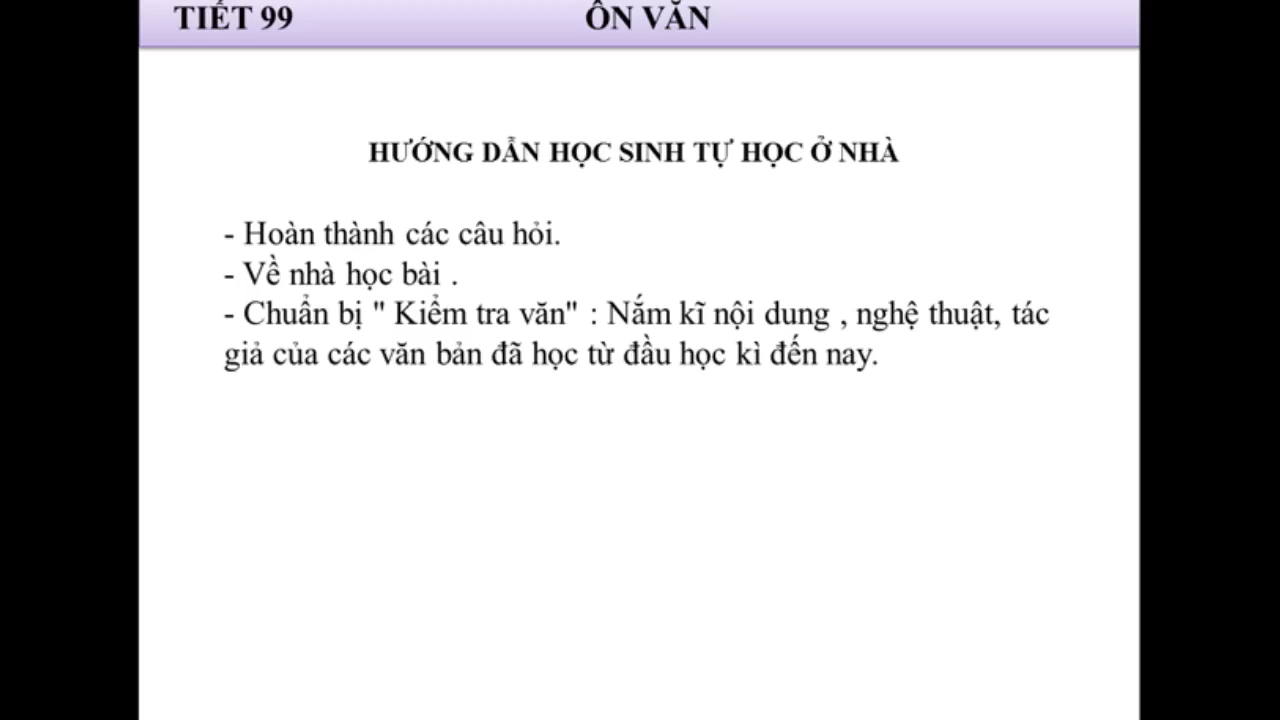 TIẾT 99 ÔN VĂN
HƯỚNG DẪN HỌC SINH TỰ HỌC Ở NHÀ
- Hoàn thành các câu hỏi.
- Về nhà học bài .
- Chuẩn bị " Kiểm tra văn" : Nắm kĩ nội dung , nghệ thuật, tác
giả của các văn bản đã học từ đầu học kì đến nay.